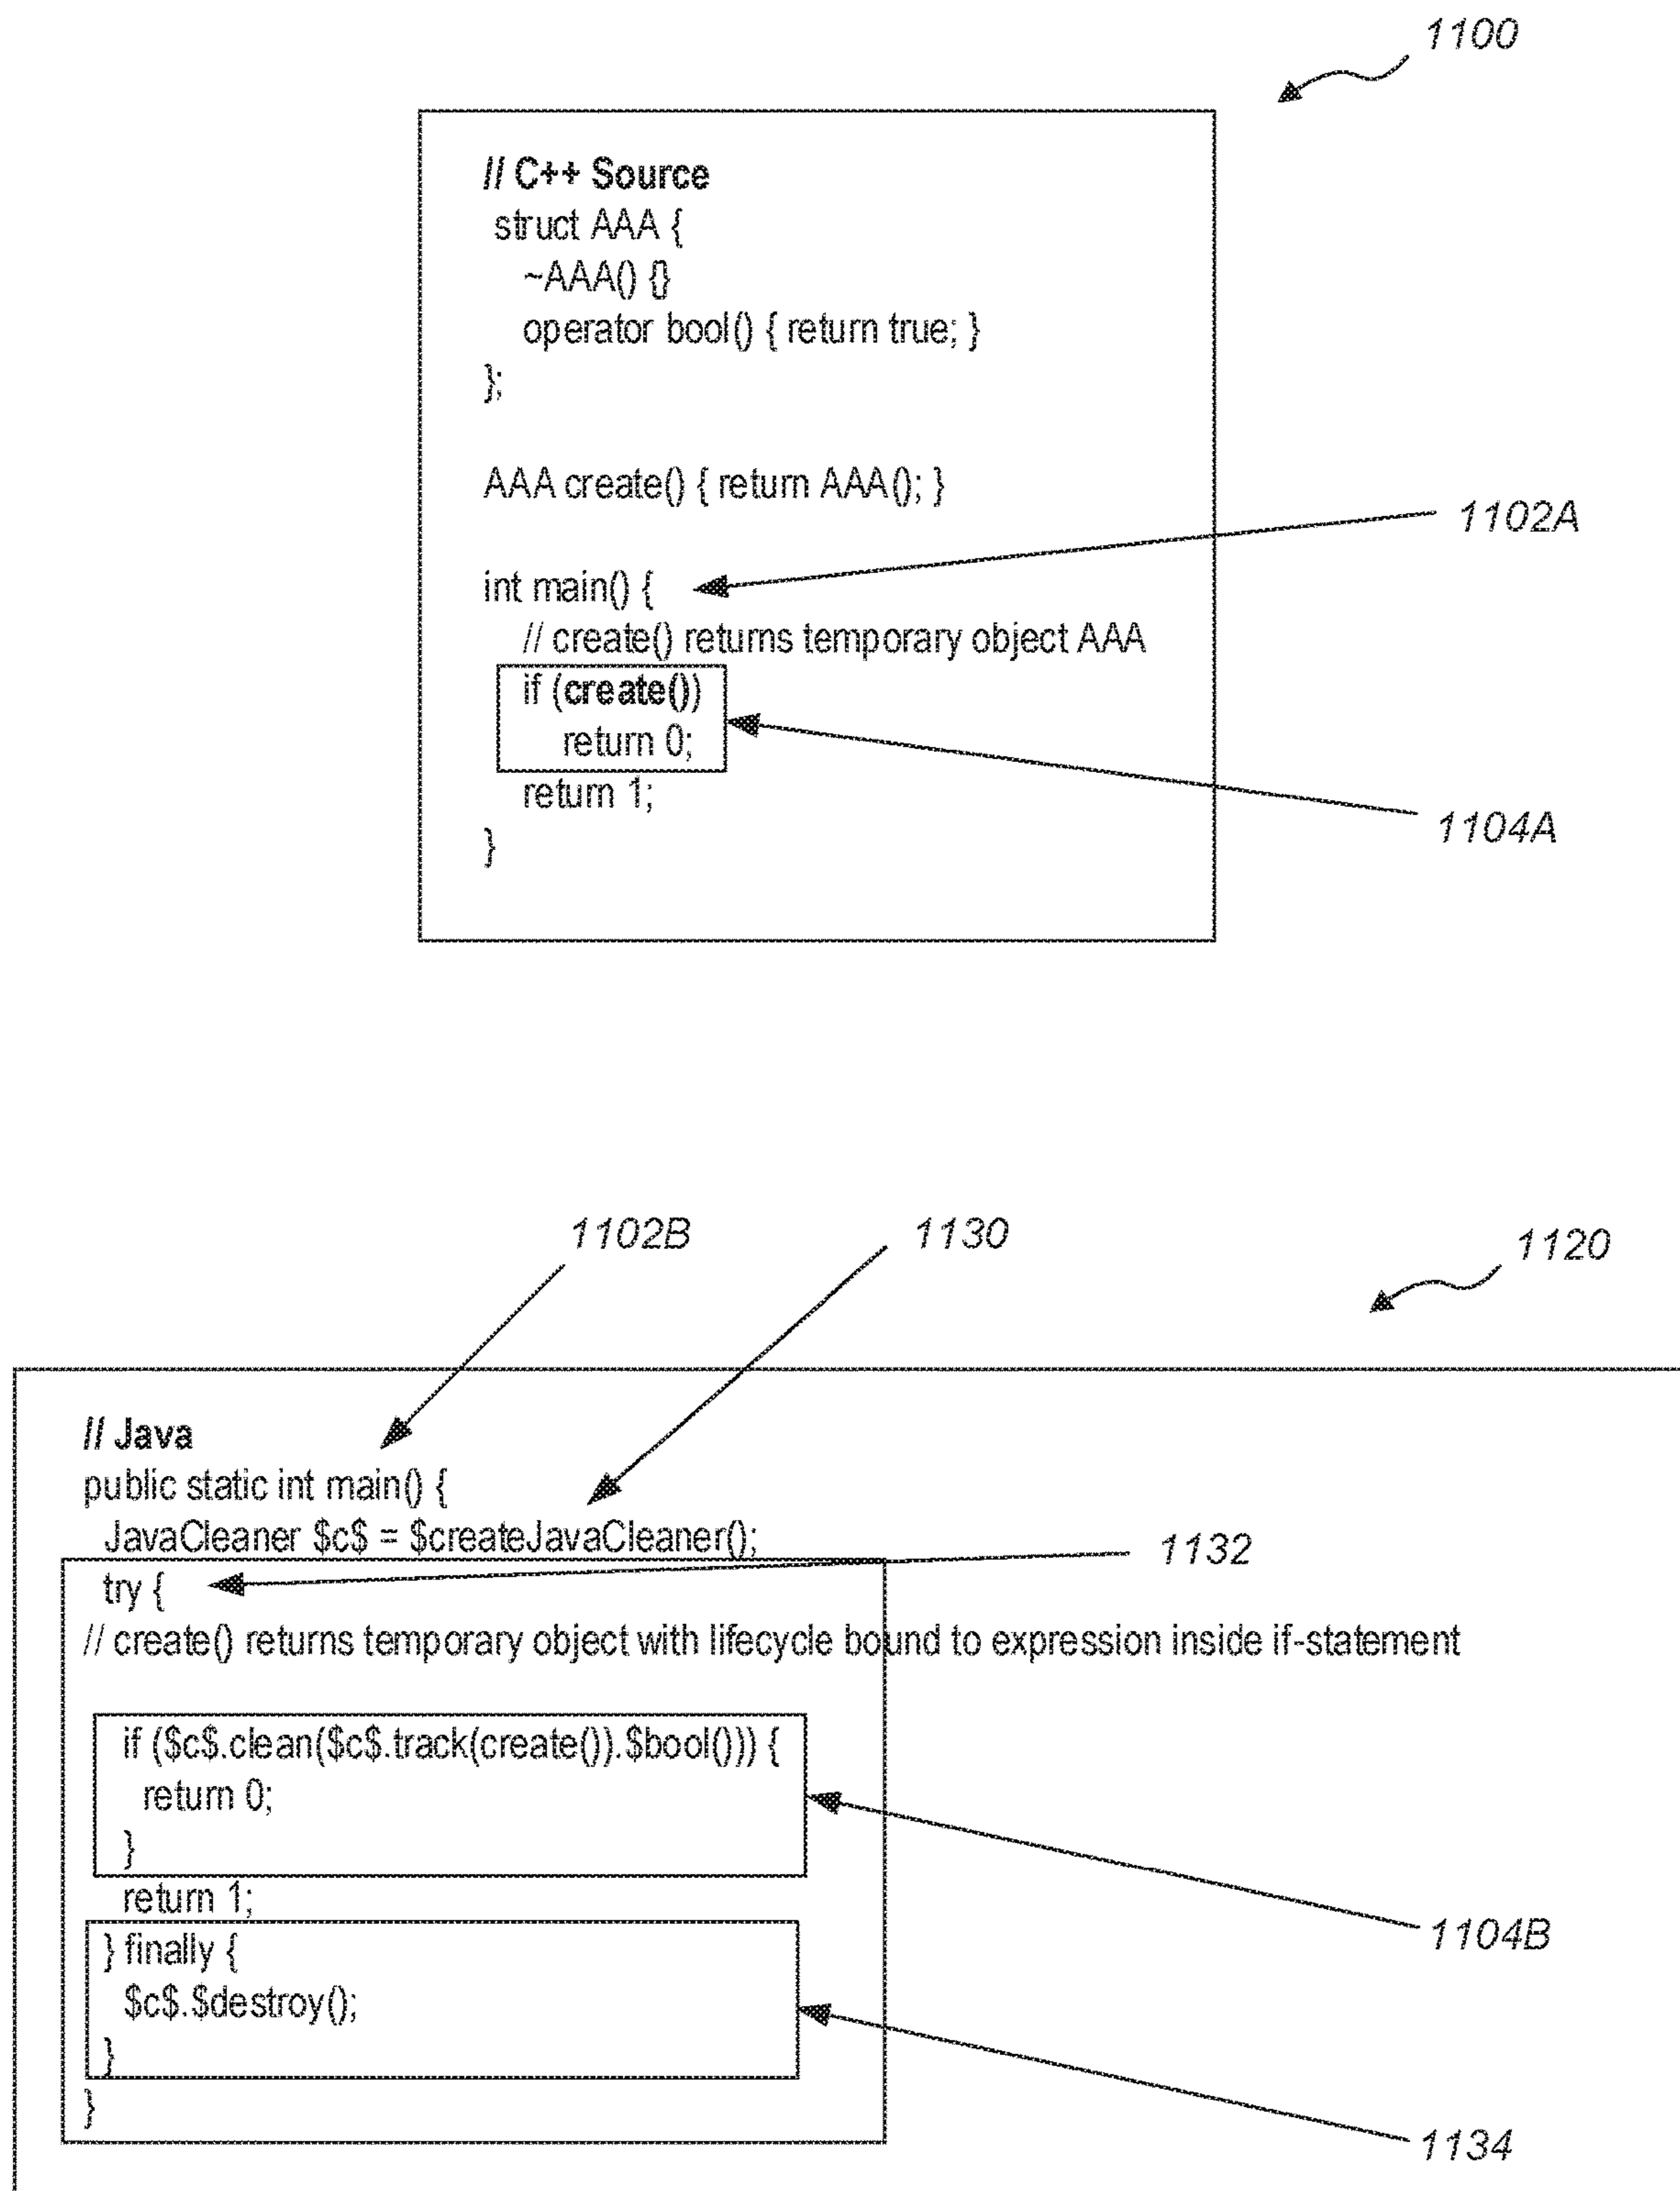 1100
// C++ Source
struct AAA {
~AAA() {}
operator bool() { return true; }
};
AAA create() { return AAA(); }
1102A
int main() {
// create() returns temporary object AAA
if (create())
return 0;
return 1;
1104A
}
1102B
1130
1120
// Java
public static int main() {
JavaCleaner $c$ = $createJavaCleaner();
1132
try {
// create() returns temporary object with lifecycle bound to expression inside if-statement
if ($c$.clean($c$.track(create()).$bool())) {
return 0;
}
return 1;
1104B
} finally {
$c$.$destroy();
}
}
1134